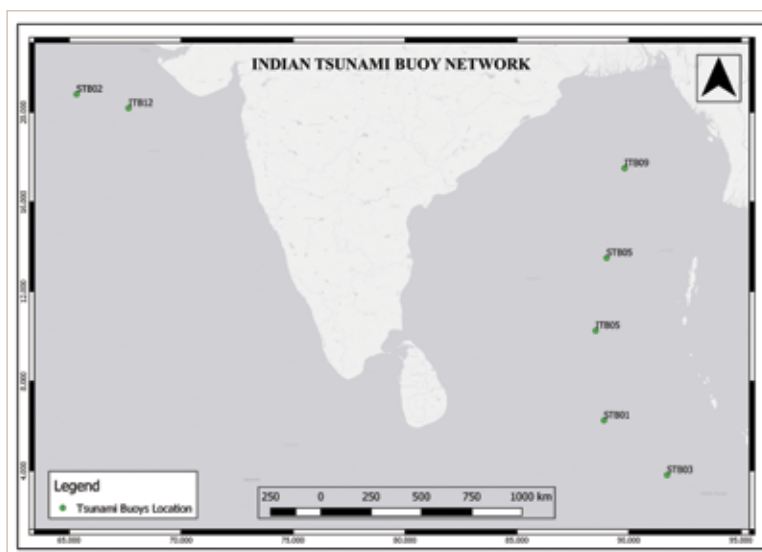 INDIAN TSUNAMI BUOY NETWORK
STB02
ITB12
ITB09
STB05
ITB05
STB01
STB03
20.000
16.000
12.000
8.000
4.000
Legend
Tsunami Buoys Location
250 0 250 500 750 1000 km
65.000 70.000 75.000 80.000 85.000 90.000 95.000